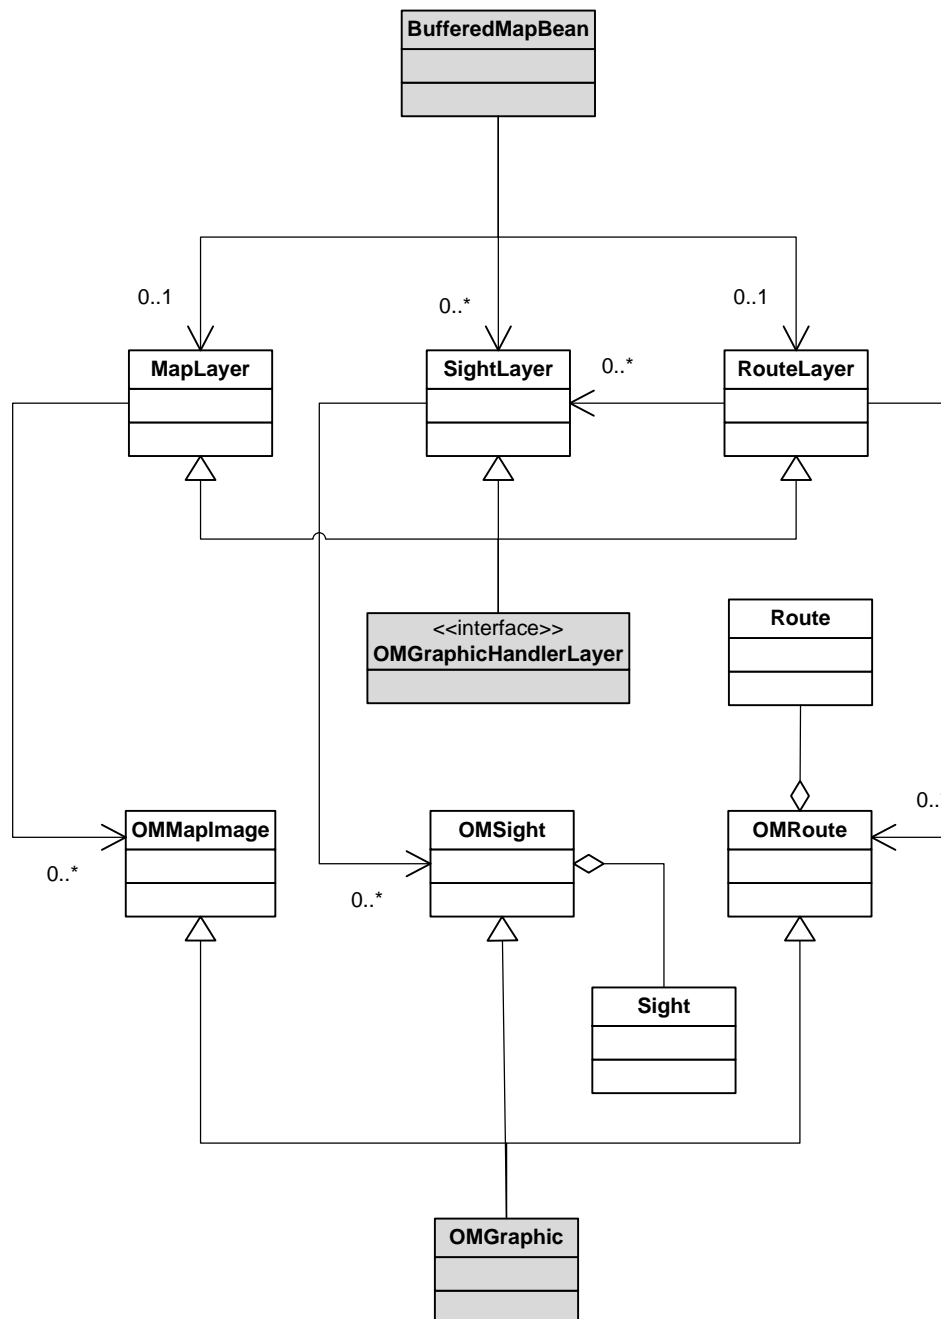 BufferedMapBean
0..1
0..*
0..1
MapLayer
SightLayer
0..*
RouteLayer
<<interface>>
OMGraphicHandlerLayer
Route
OMMapImage
0..*
OMSight
0..*
OMRoute
0..
Sight
OMGraphic